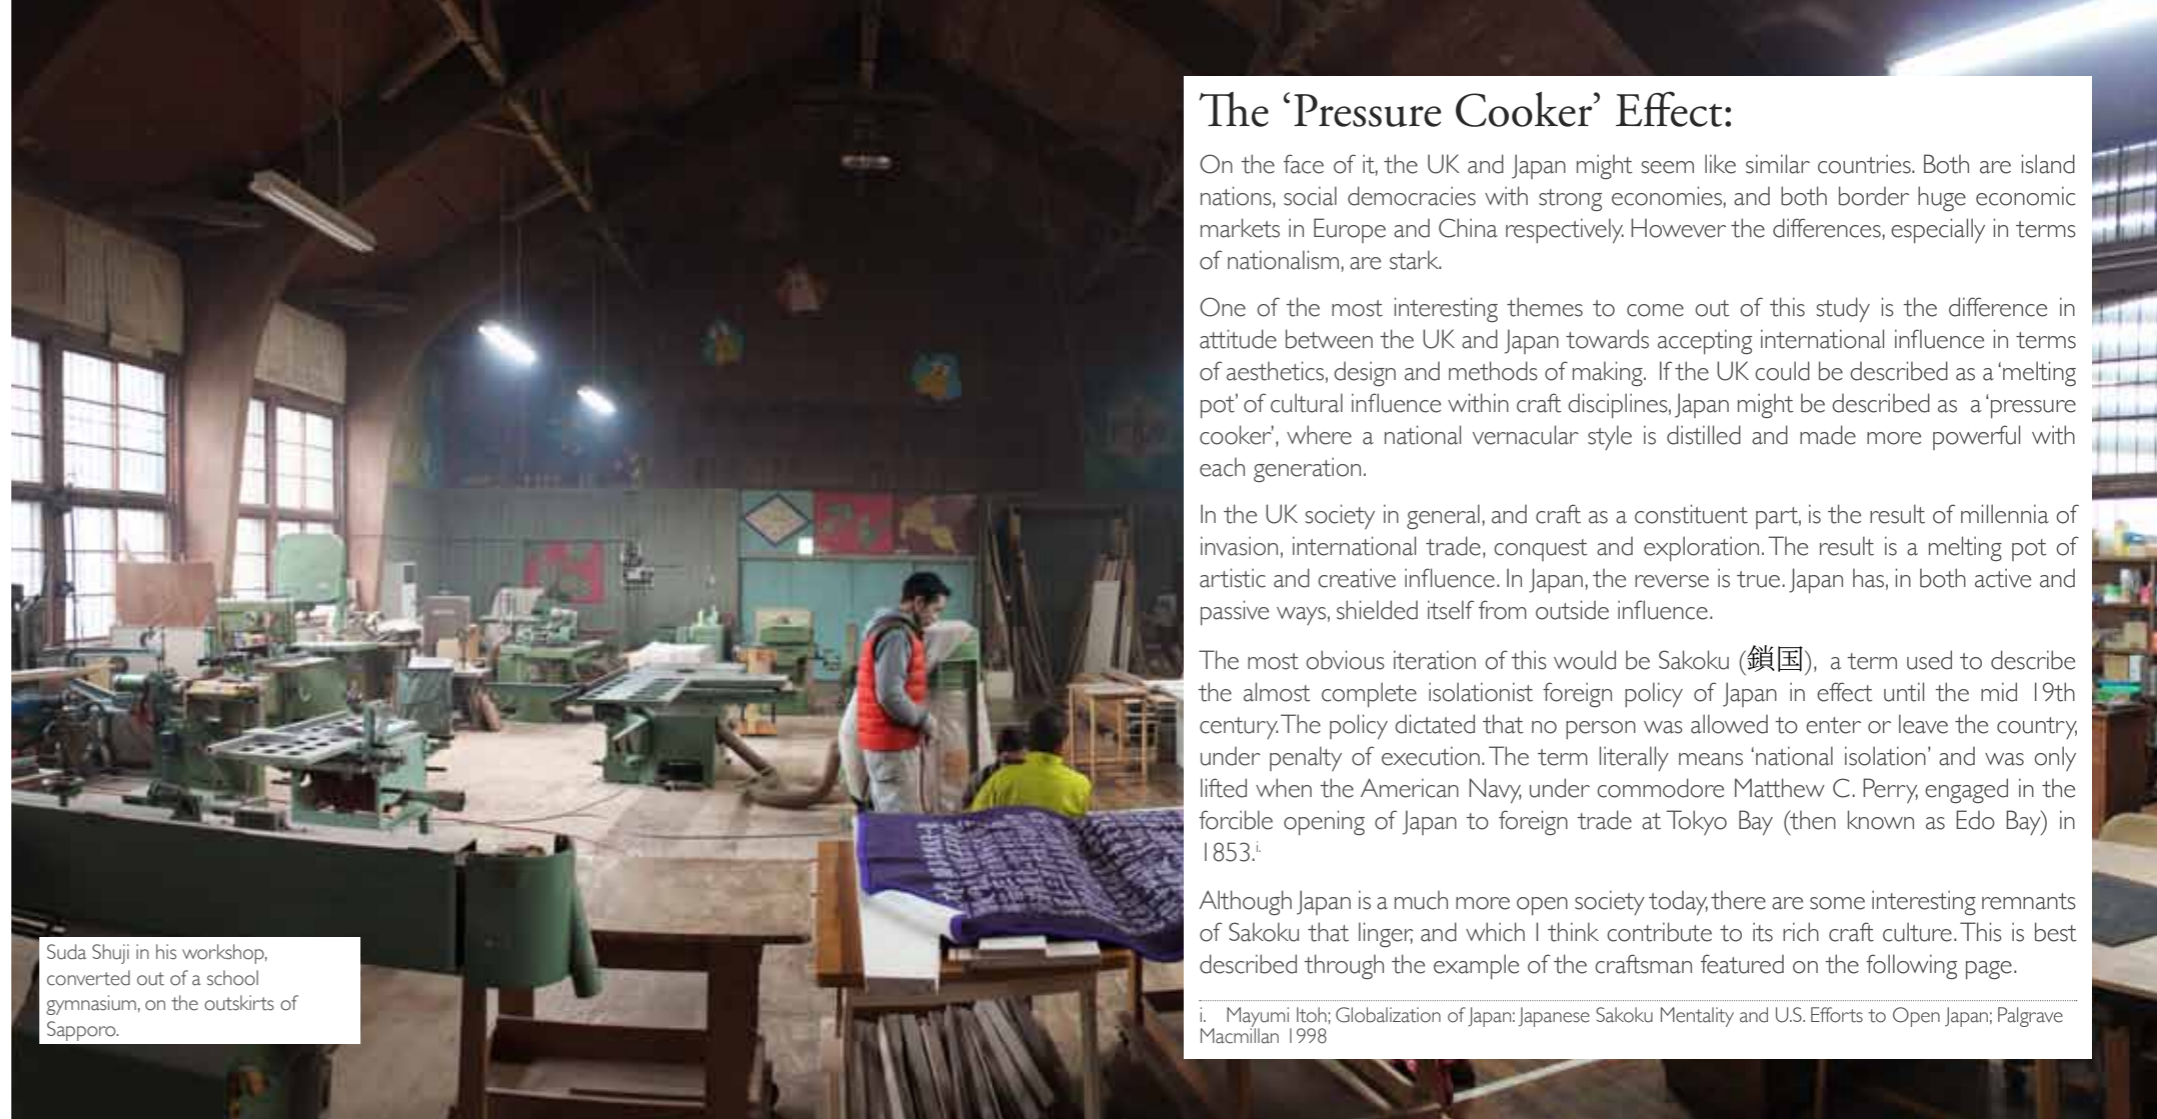 The ‘Pressure Cooker’ Effect:
On the face of it, the UK and Japan might seem like similar countries. Both are island
nations, social democracies with strong economies, and both border huge economic
markets in Europe and China respectively. However the differences, especially in terms
of nationalism, are stark.
One of the most interesting themes to come out of this study is the difference in
attitude between the UK and Japan towards accepting international influence in terms
of aesthetics, design and methods of making. If the UK could be described as a ‘melting
pot’ of cultural influence within craft disciplines, Japan might be described as a ‘pressure
cooker’, where a national vernacular style is distilled and made more powerful with
each generation.
In the UK society in general, and craft as a constituent part, is the result of millennia of
invasion, international trade, conquest and exploration. The result is a melting pot of
artistic and creative influence. In Japan, the reverse is true. Japan has, in both active and
passive ways, shielded itself from outside influence.
The most obvious iteration of this would be Sakoku (鎖国), a term used to describe
the almost complete isolationist foreign policy of Japan in effect until the mid 19th
century. The policy dictated that no person was allowed to enter or leave the country,
under penalty of execution. The term literally means ‘national isolation’ and was only
lifted when the American Navy, under commodore Matthew C. Perry, engaged in the
forcible opening of Japan to foreign trade at Tokyo Bay (then known as Edo Bay) in
1853.i.
Although Japan is a much more open society today, there are some interesting remnants
of Sakoku that linger, and which I think contribute to its rich craft culture. This is best
described through the example of the craftsman featured on the following page.
i. Mayumi Itoh; Globalization of Japan: Japanese Sakoku Mentality and U.S. Efforts to Open Japan; Palgrave
Macmillan 1998
Suda Shuji in his workshop,
converted out of a school
gymnasium, on the outskirts of
Sapporo.